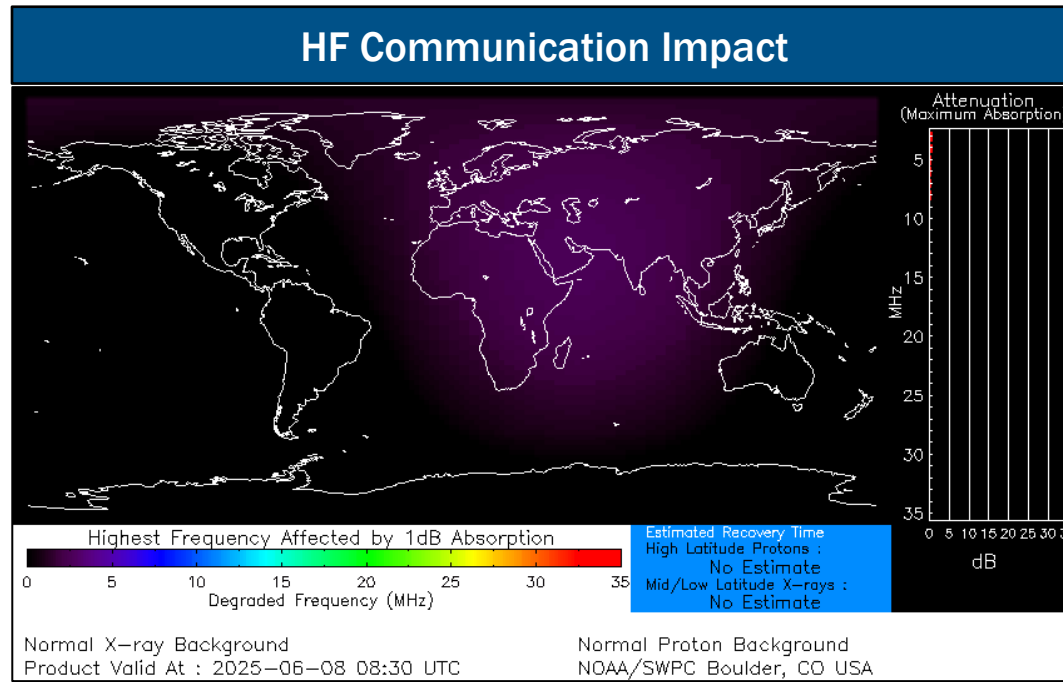 HF Communication Impact
Attenuation
(Maximum Absorption
5
10
15
20
25
30
35
MHz
0 5 10 15 20 25 30
dB
Highest Frequency Affected by 1dB Absorption
0 5 10 15 20 25 30 35
Degraded Frequency (MHz)
Estimated Recovery Time
High Latitude Protons :
No Estimate
Mid/Low Latitude X-rays :
No Estimate
Normal X-ray Background
Product Valid At : 2025-06-08 08:30 UTC
Normal Proton Background
NOAA/SWPC Boulder, CO USA